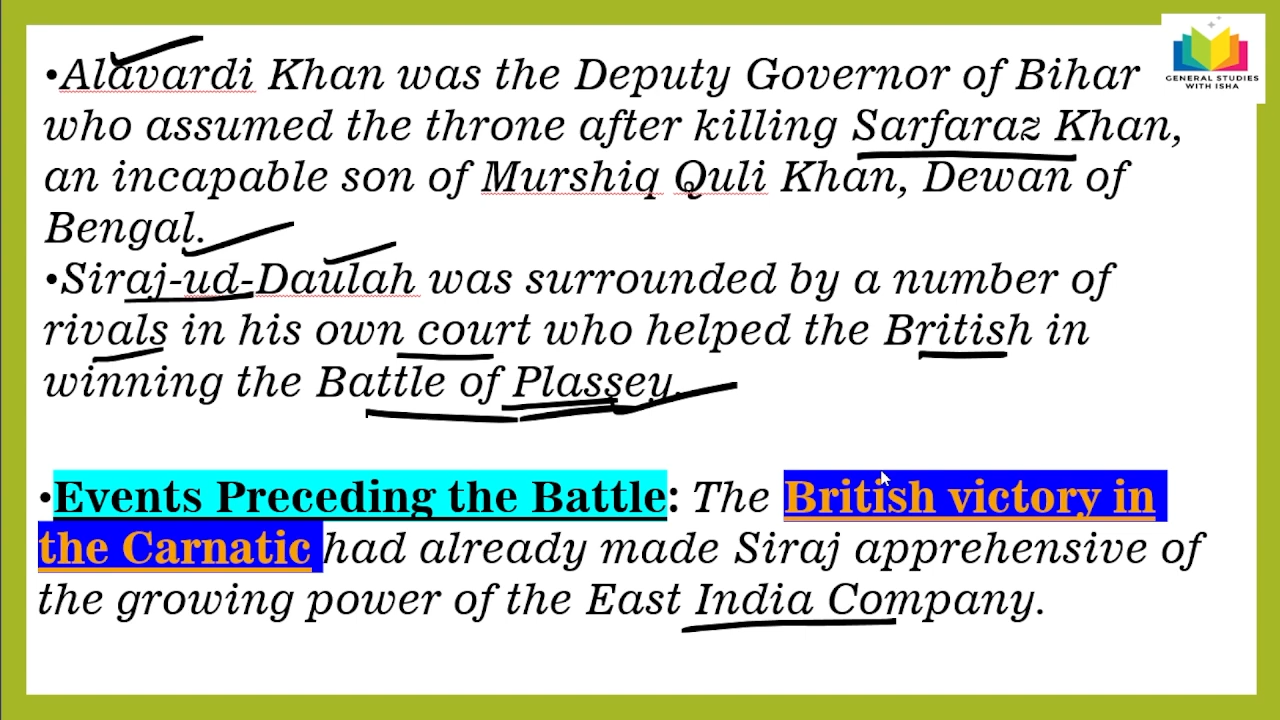 •Alavardi Khan was the Deputy Governor of Bihar
who assumed the throne after killing Sarfaraz Khan,
an incapable son of Murshiq Quli Khan, Dewan of
Bengal.
•Siraj-ud-Daulah was surrounded by a number of
rivals in his own court who helped the British in
winning the Battle of Plassey.
•Events Preceding the Battle: The British victory in
the Carnatic had already made Siraj apprehensive of
the growing power of the East India Company.
GENERAL STUDIES
WITH ISHA